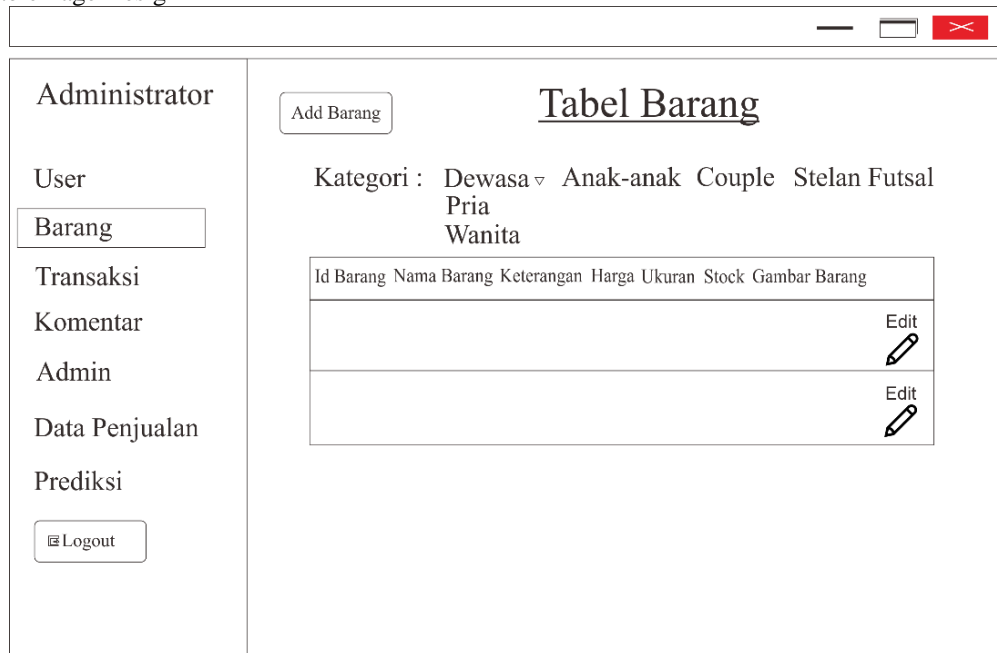 Administrator
Add Barang
Tabel Barang
User
Barang
Transaksi
Komentar
Admin
Data Penjualan
Prediksi
Logout
Kategori : Dewasa ▿ Anak-anak Couple Stelan Futsal
Pria
Wanita
Id Barang Nama Barang Keterangan Harga Ukuran Stock Gambar Barang
Edit
Edit